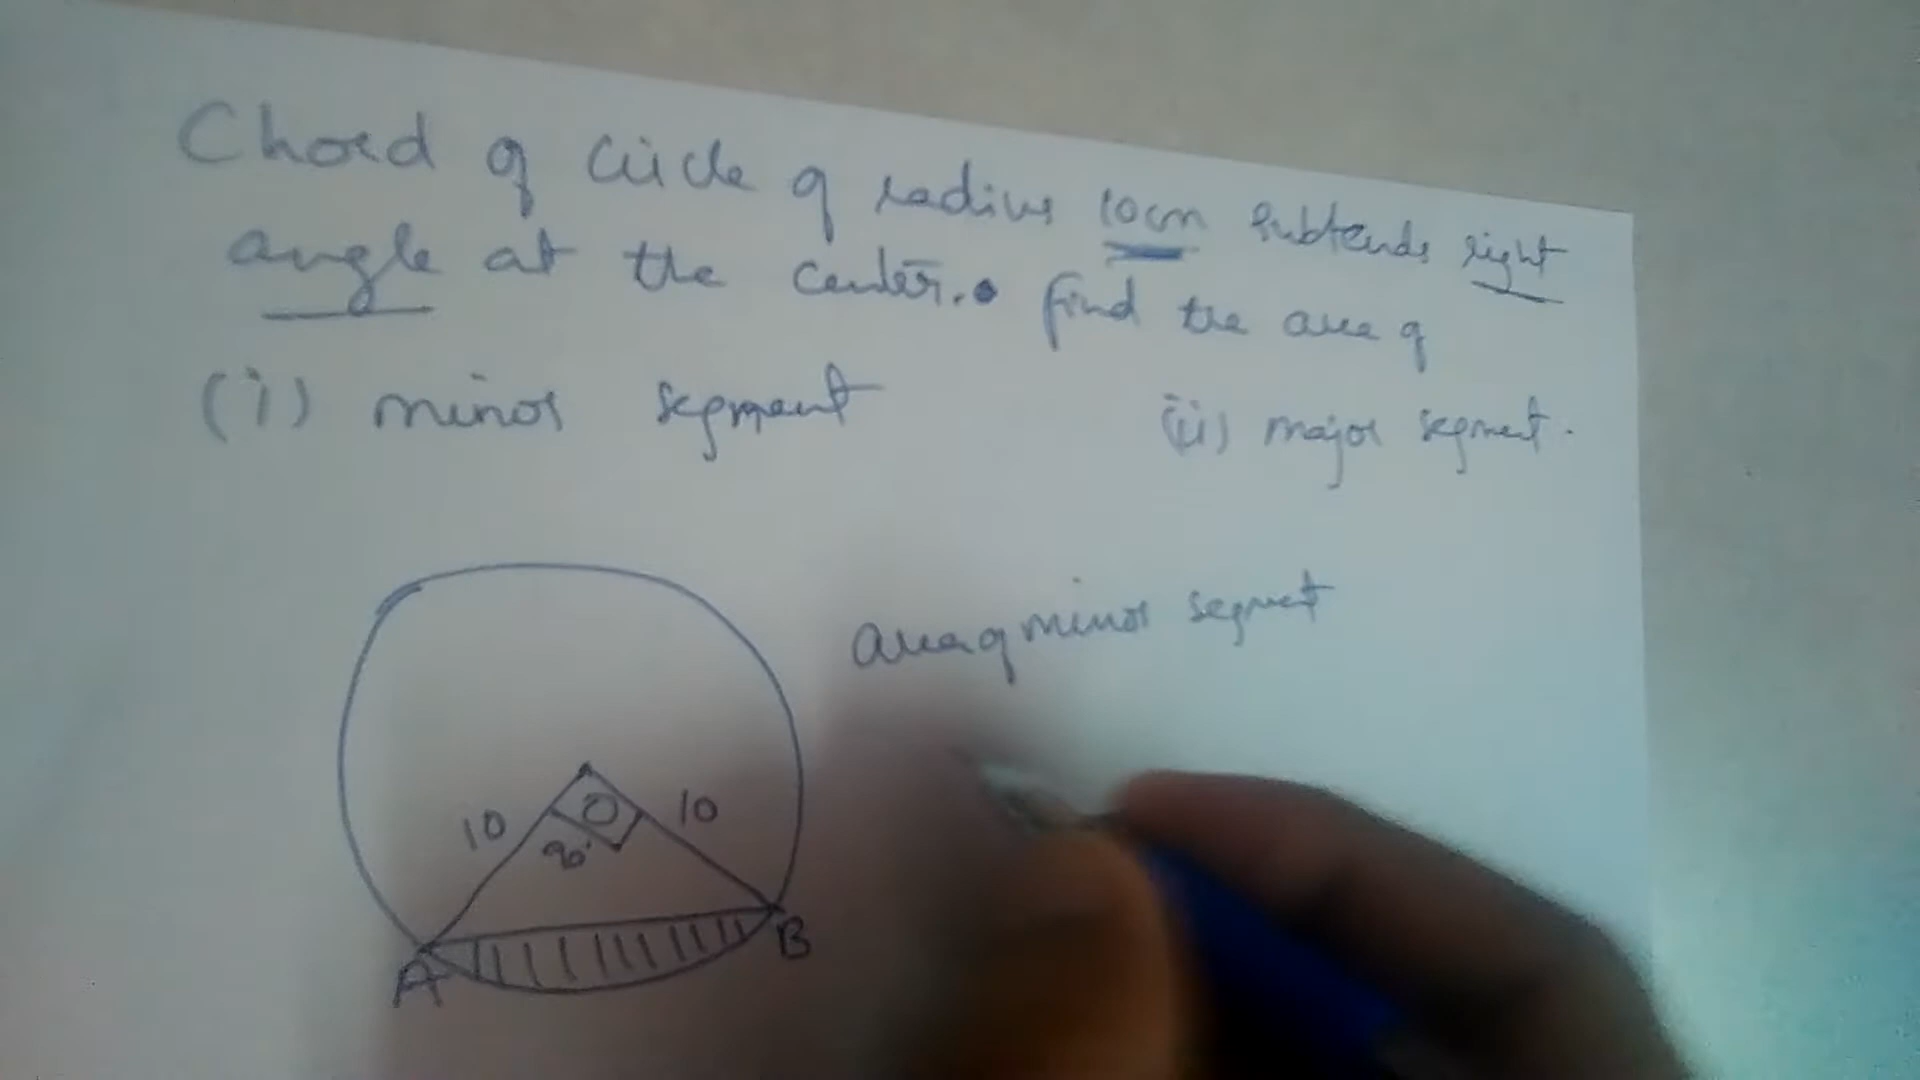 Chord of circle of radius 10cm subtends right
angle at the center. find the area of
(i) minor segment (ii) major segment.
area of minor segment
10 O 10
90°
A B